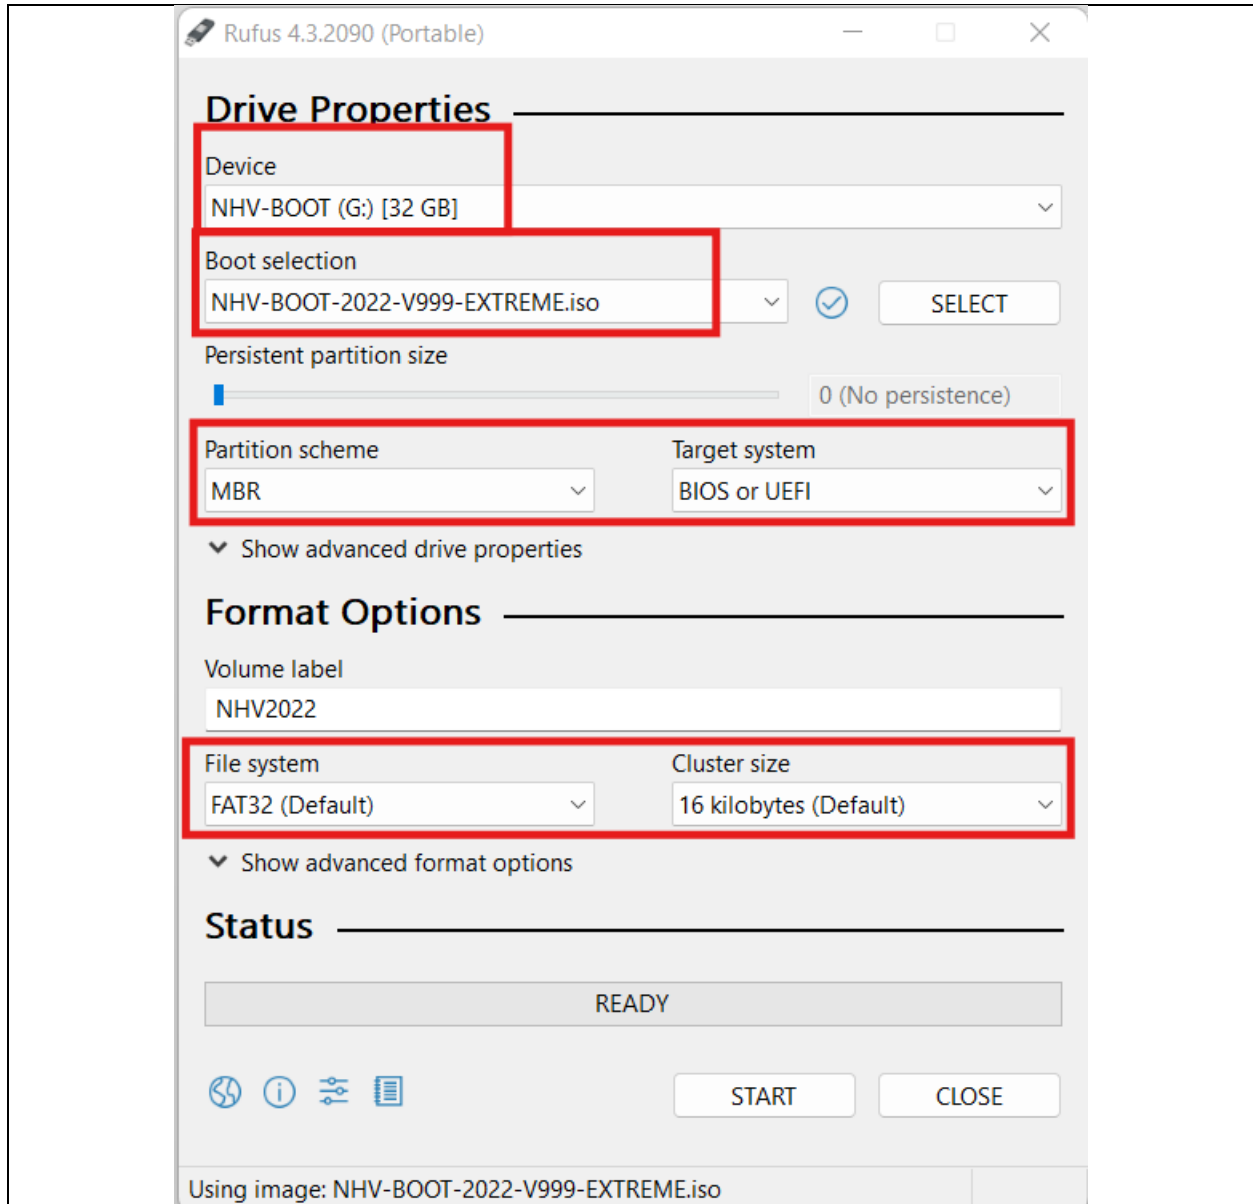 Rufus 4.3.2090 (Portable)
Drive Properties
Device
NHV-BOOT (G:) [32 GB]
Boot selection
NHV-BOOT-2022-V999-EXTREME.iso
SELECT
Persistent partition size
0 (No persistence)
Partition scheme
Target system
MBR
BIOS or UEFI
Show advanced drive properties
Format Options
Volume label
NHV2022
File system
Cluster size
FAT32 (Default)
16 kilobytes (Default)
Show advanced format options
Status
READY
START
CLOSE
Using image: NHV-BOOT-2022-V999-EXTREME.iso